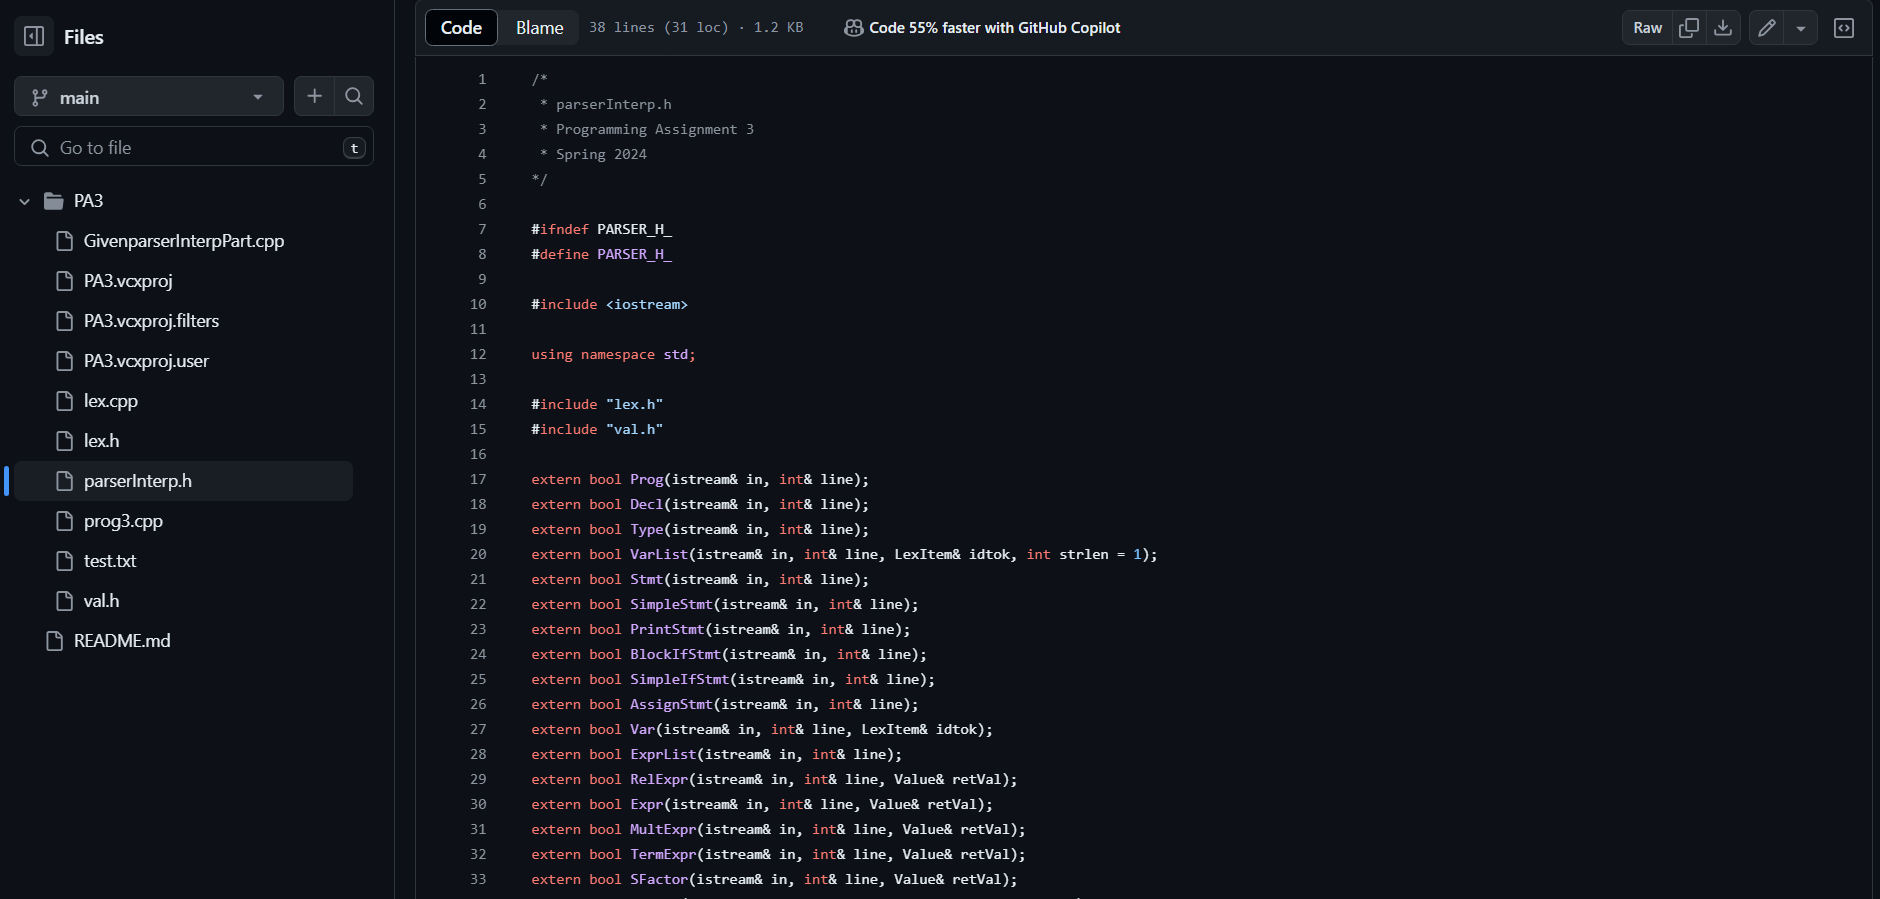 Files
main
Go to file
t
PA3
GivenparserInterpPart.cpp
PA3.vcxproj
PA3.vcxproj.filters
PA3.vcxproj.user
lex.cpp
lex.h
parserInterp.h
prog3.cpp
test.txt
val.h
README.md
Code Blame 38 lines (31 loc) · 1.2 KB Code 55% faster with GitHub Copilot Raw
1 /*
2 * parserInterp.h
3 * Programming Assignment 3
4 * Spring 2024
5 */
6
7 #ifndef PARSER_H_
8 #define PARSER_H_
9
10 #include <iostream>
11
12 using namespace std;
13
14 #include "lex.h"
15 #include "val.h"
16
17 extern bool Prog(istream& in, int& line);
18 extern bool Decl(istream& in, int& line);
19 extern bool Type(istream& in, int& line);
20 extern bool VarList(istream& in, int& line, LexItem& idtok, int strlen = 1);
21 extern bool Stmt(istream& in, int& line);
22 extern bool SimpleStmt(istream& in, int& line);
23 extern bool PrintStmt(istream& in, int& line);
24 extern bool BlockIfStmt(istream& in, int& line);
25 extern bool SimpleIfStmt(istream& in, int& line);
26 extern bool AssignStmt(istream& in, int& line);
27 extern bool Var(istream& in, int& line, LexItem& idtok);
28 extern bool ExprList(istream& in, int& line);
29 extern bool RelExpr(istream& in, int& line, Value& retVal);
30 extern bool Expr(istream& in, int& line, Value& retVal);
31 extern bool MultExpr(istream& in, int& line, Value& retVal);
32 extern bool TermExpr(istream& in, int& line, Value& retVal);
33 extern bool SFactor(istream& in, int& line, Value& retVal);